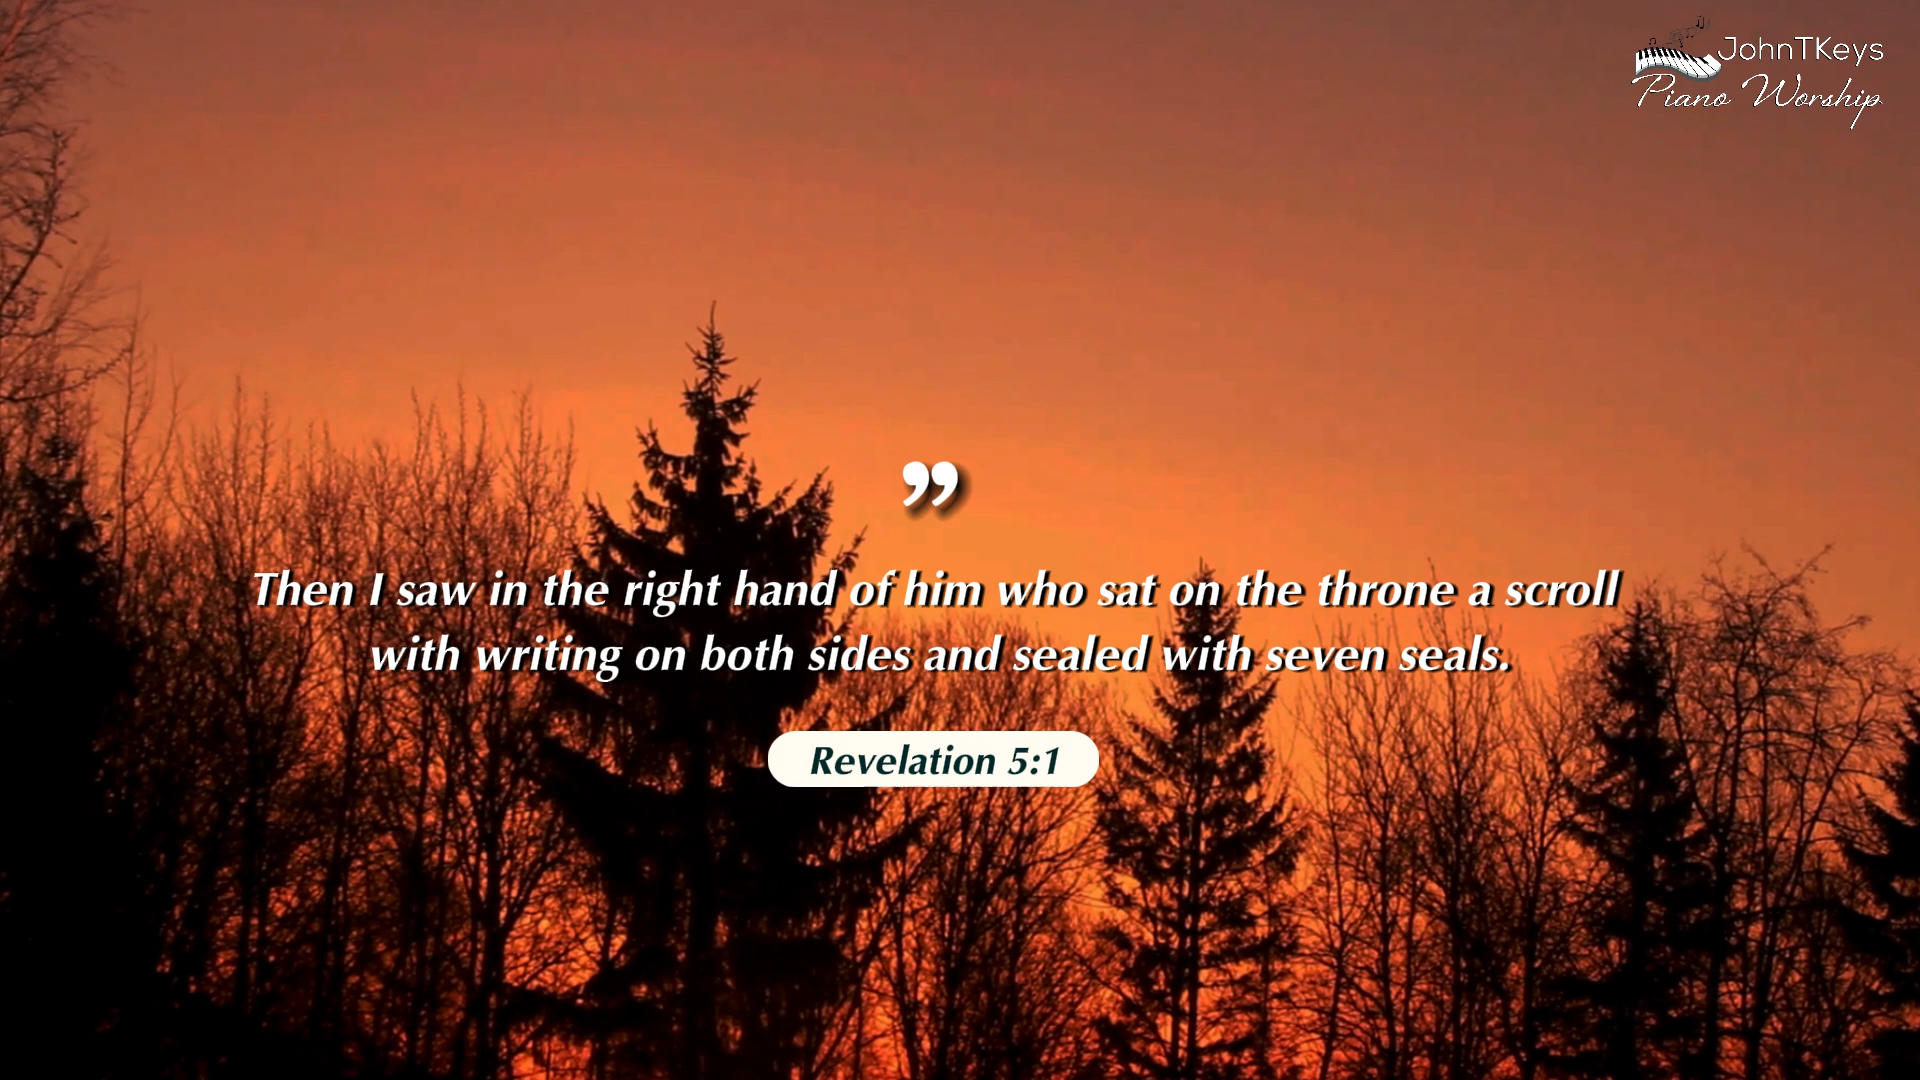 JohnTKeys
Piano Worship
”
Then I saw in the right hand of him who sat on the throne a scroll
with writing on both sides and sealed with seven seals.
Revelation 5:1